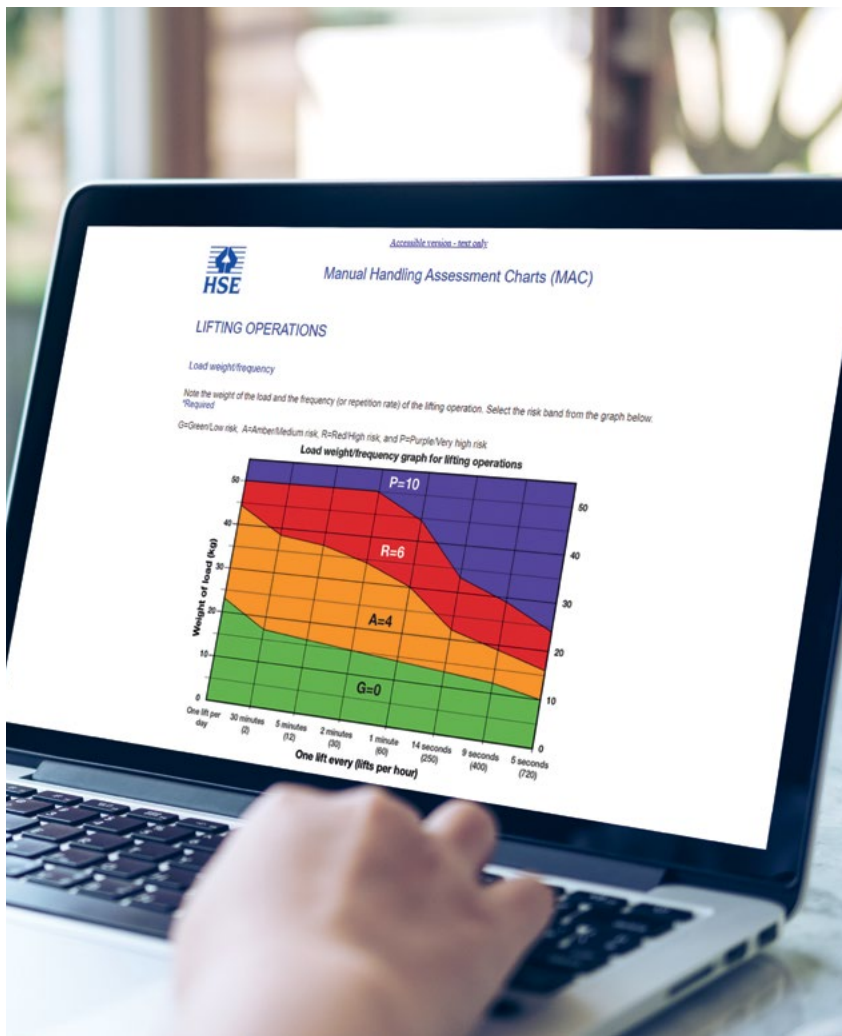 Accessible version - text only
HSE
Manual Handling Assessment Charts (MAC)
LIFTING OPERATIONS
Load weight/frequency
Note the weight of the load and the frequency (or repetition rate) of the lifting operation. Select the risk band from the graph below.
*Required
G=Green/Low risk, A=Amber/Medium risk, R=Red/High risk, and P=Purple/Very high risk
Load weight/frequency graph for lifting operations
P=10
R=6
A=4
G=0
Weight of load (kg)
50
40
30
20
10
0
50
40
30
20
10
0
One lift per day
30 minutes (2)
5 minutes (12)
2 minutes (30)
1 minute (60)
14 seconds (250)
9 seconds (400)
5 seconds (720)
One lift every (lifts per hour)